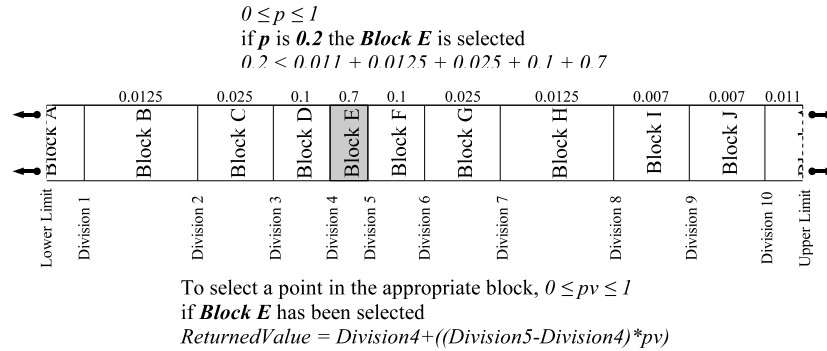 0 ≤ p ≤ 1
if p is 0.2 the Block E is selected
0.2 < 0.011 + 0.0125 + 0.025 + 0.1 + 0.7
0.0125 0.025 0.1 0.7 0.1 0.025 0.0125 0.007 0.007 0.011
Block A
Block B
Block C
Block D
Block E
Block F
Block G
Block H
Block I
Block J
Lower Limit
Division 1
Division 2
Division 3
Division 4
Division 5
Division 6
Division 7
Division 8
Division 9
Division 10
Upper Limit
To select a point in the appropriate block, 0 ≤ pv ≤ 1
if Block E has been selected
ReturnedValue = Division4+((Division5-Division4)*pv)